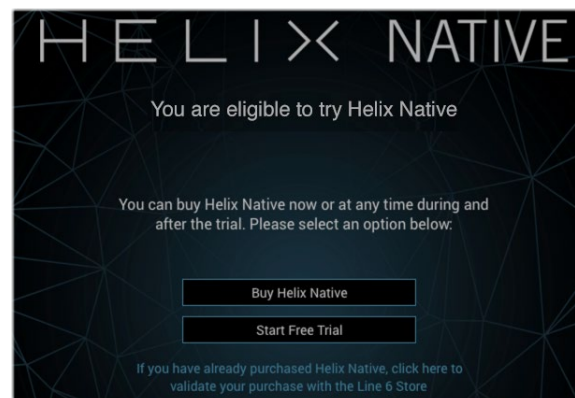 HELIX NATIVE
You are eligible to try Helix Native
You can buy Helix Native now or at any time during and
after the trial. Please select an option below:
Buy Helix Native
Start Free Trial
If you have already purchased Helix Native, click here to
validate your purchase with the Line 6 Store